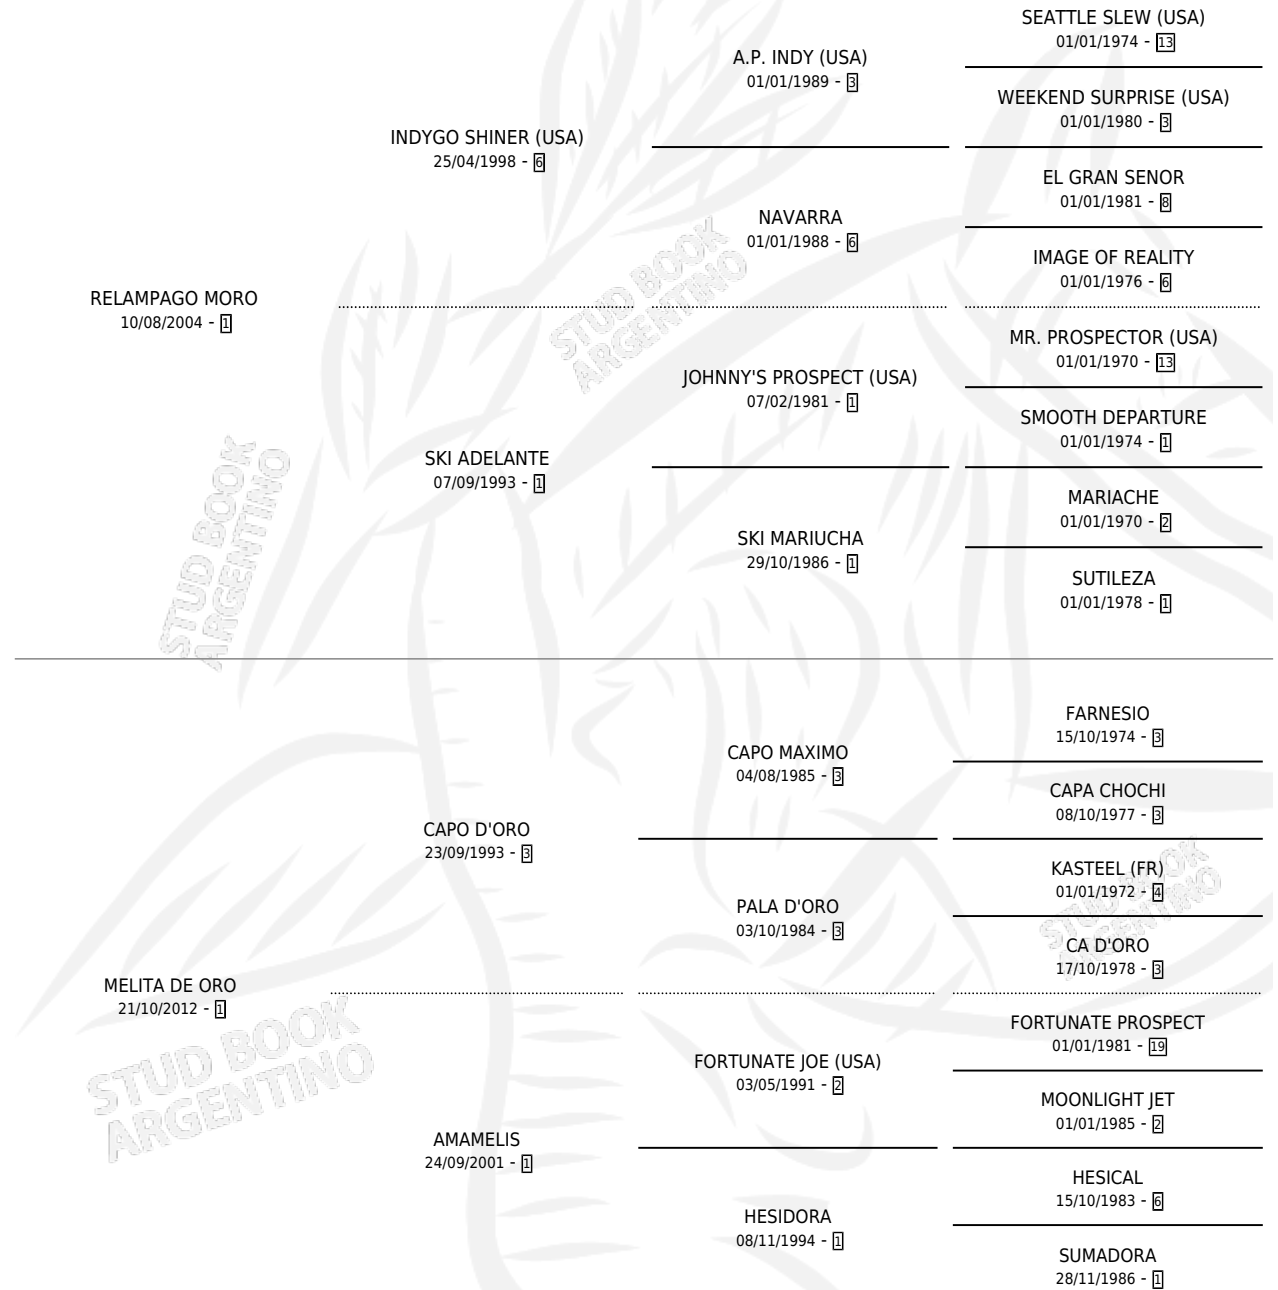 SEATTLE SLEW (USA)
01/01/1974 - 13
A.P. INDY (USA)
01/01/1989 - 3
WEEKEND SURPRISE (USA)
01/01/1980 - 3
INDYGO SHINER (USA)
25/04/1998 - 6
EL GRAN SENOR
01/01/1981 - 8
NAVARRA
01/01/1988 - 6
IMAGE OF REALITY
01/01/1976 - 6
RELAMPAGO MORO
10/08/2004 - 1
MR. PROSPECTOR (USA)
01/01/1970 - 13
JOHNNY'S PROSPECT (USA)
07/02/1981 - 1
SMOOTH DEPARTURE
01/01/1974 - 1
SKI ADELANTE
07/09/1993 - 1
MARIACHE
01/01/1970 - 2
SKI MARIUCHA
29/10/1986 - 1
SUTILEZA
01/01/1978 - 1
FARNESIO
15/10/1974 - 3
CAPO MAXIMO
04/08/1985 - 3
CAPA CHOCHI
08/10/1977 - 3
CAPO D'ORO
23/09/1993 - 3
KASTEEL (FR)
01/01/1972 - 4
PALA D'ORO
03/10/1984 - 3
CA D'ORO
17/10/1978 - 3
MELITA DE ORO
21/10/2012 - 1
FORTUNATE PROSPECT
01/01/1981 - 19
FORTUNATE JOE (USA)
03/05/1991 - 2
MOONLIGHT JET
01/01/1985 - 2
AMAMELIS
24/09/2001 - 1
HESICAL
15/10/1983 - 6
HESIDORA
08/11/1994 - 1
SUMADORA
28/11/1986 - 1
STUD BOOK
ARGENTINO
STUD BOOK
ARGENTINO
STUD BOOK
ARGENTINO
STUD BOOK
ARGENTINO